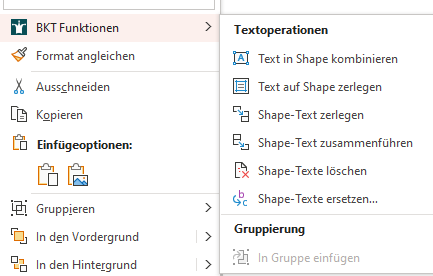 BKT Funktionen
Format angleichen
Ausschneiden
Kopieren
Einfügeoptionen:
Gruppieren
In den Vordergrund
In den Hintergrund
Textoperationen
Text in Shape kombinieren
Text auf Shape zerlegen
Shape-Text zerlegen
Shape-Text zusammenführen
Shape-Texte löschen
Shape-Texte ersetzen...
Gruppierung
In Gruppe einfügen